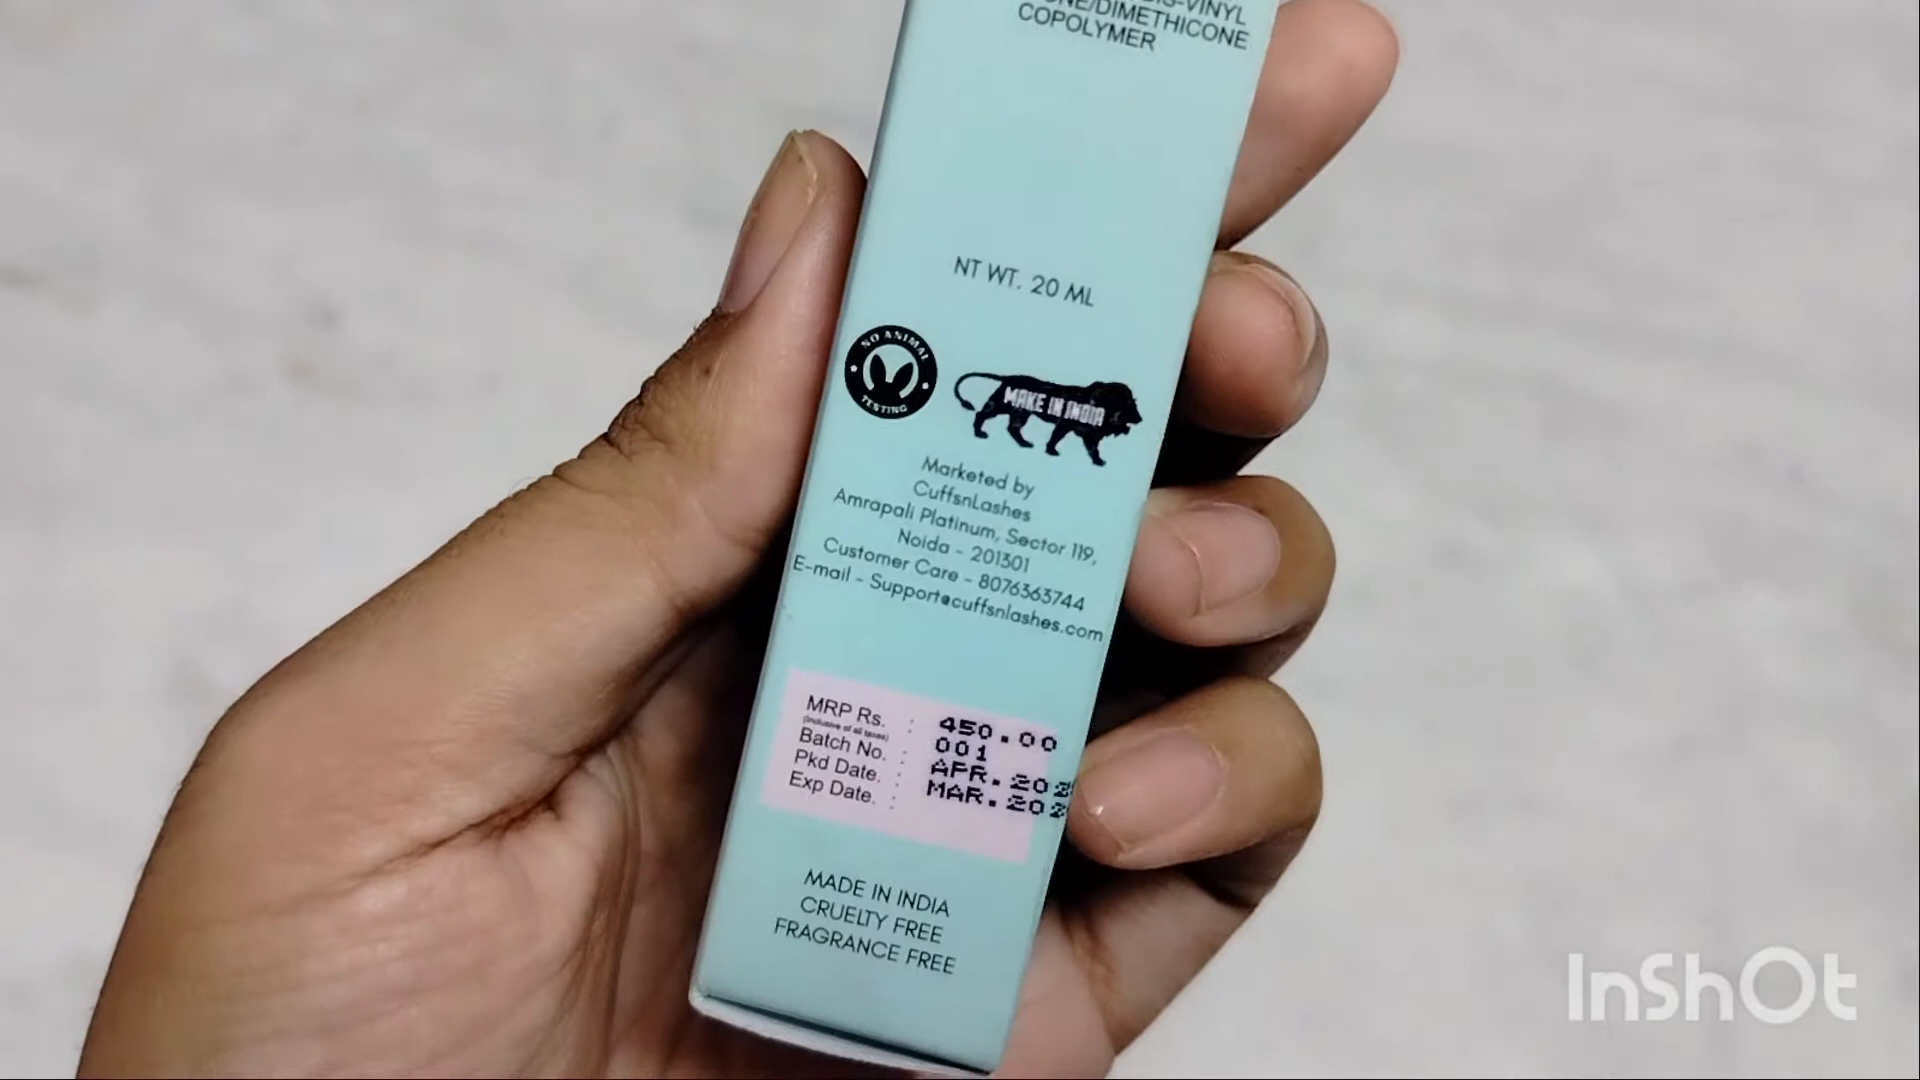 COPOLYMER
NT WT. 20 ML
NO ANIMAL TESTING
MAKE IN INDIA
Marketed by
CuffsnLashes
Amrapali Platinum, Sector 119,
Noida - 201301
Customer Care - 8076363744
E-mail - Support@cuffsnlashes.com
MRP Rs. : 450.00
(Inclusive of all taxes)
Batch No. : 001
Pkd Date. : APR.
Exp Date. : MAR.
MADE IN INDIA
CRUELTY FREE
FRAGRANCE FREE
InShOt